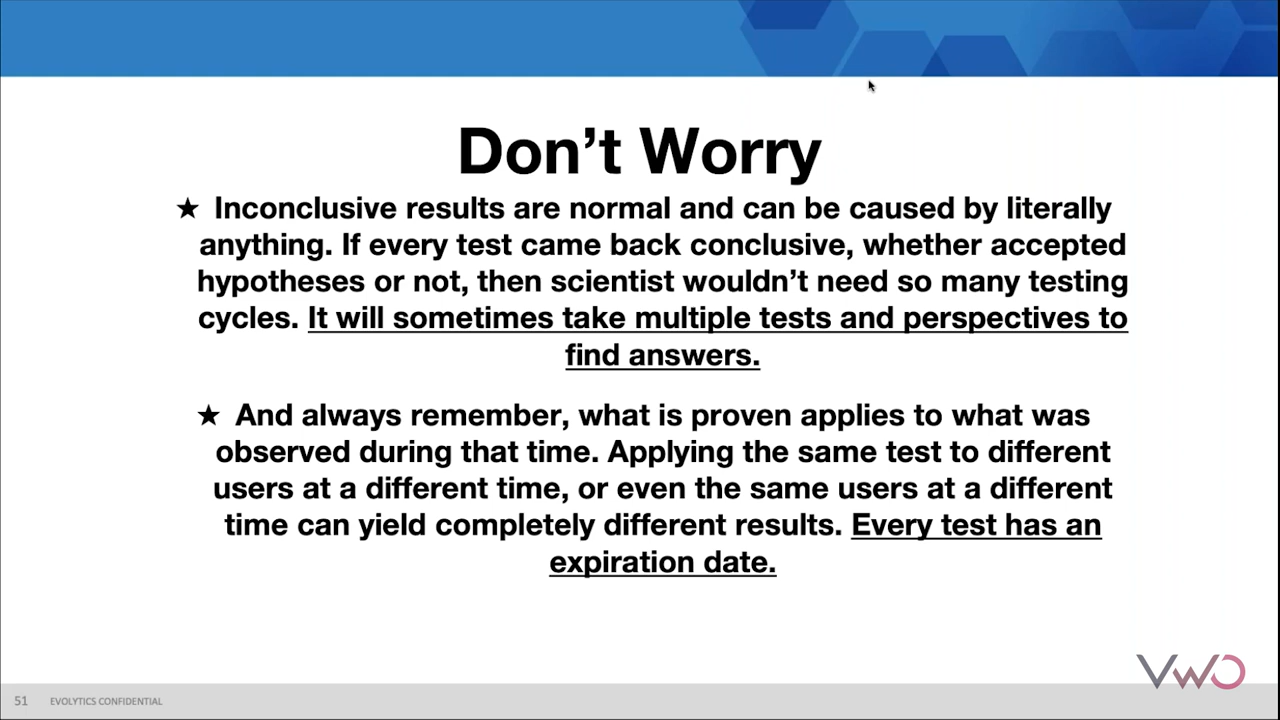 Don’t Worry
★ Inconclusive results are normal and can be caused by literally
anything. If every test came back conclusive, whether accepted
hypotheses or not, then scientist wouldn’t need so many testing
cycles. It will sometimes take multiple tests and perspectives to
find answers.
★ And always remember, what is proven applies to what was
observed during that time. Applying the same test to different
users at a different time, or even the same users at a different
time can yield completely different results. Every test has an
expiration date.
VWO
51 EVOLYTICS CONFIDENTIAL